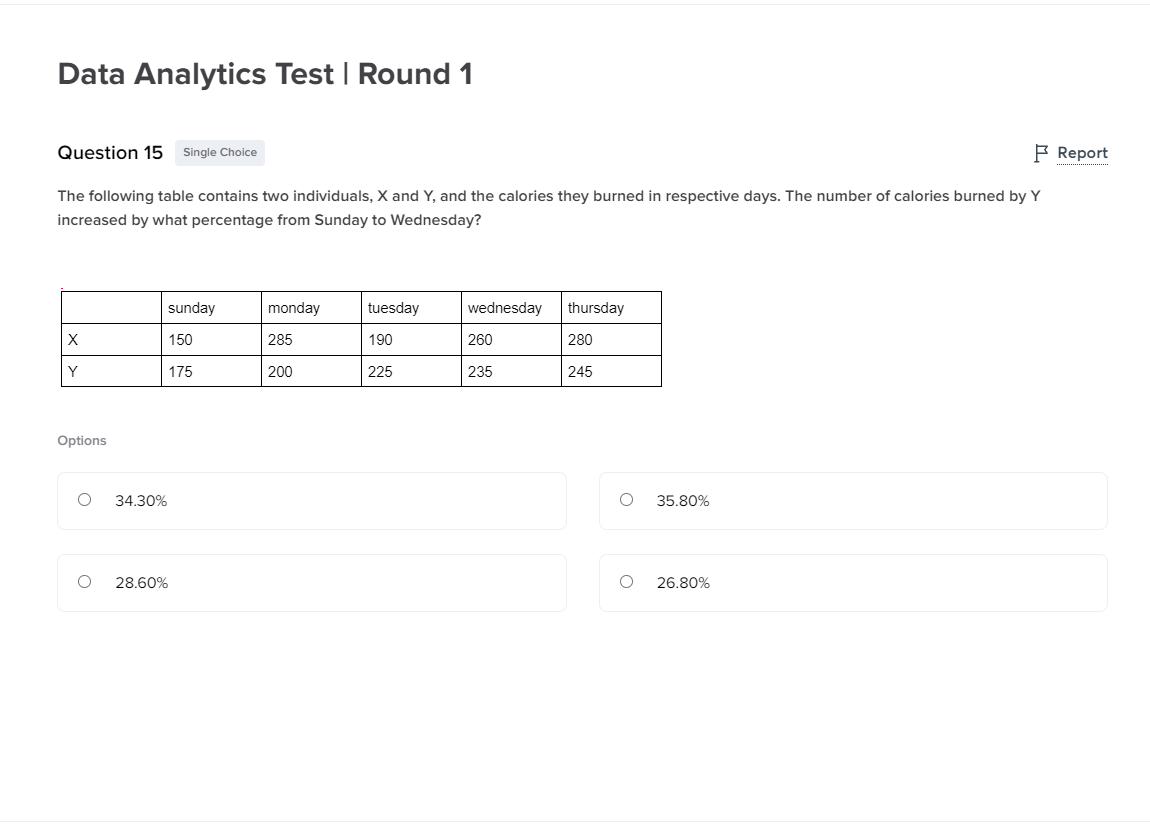 Data Analytics Test | Round 1
Question 15 Single Choice Report
The following table contains two individuals, X and Y, and the calories they burned in respective days. The number of calories burned by Y
increased by what percentage from Sunday to Wednesday?
sunday monday tuesday wednesday thursday
X 150 285 190 260 280
Y 175 200 225 235 245
Options
34.30% 35.80%
28.60% 26.80%